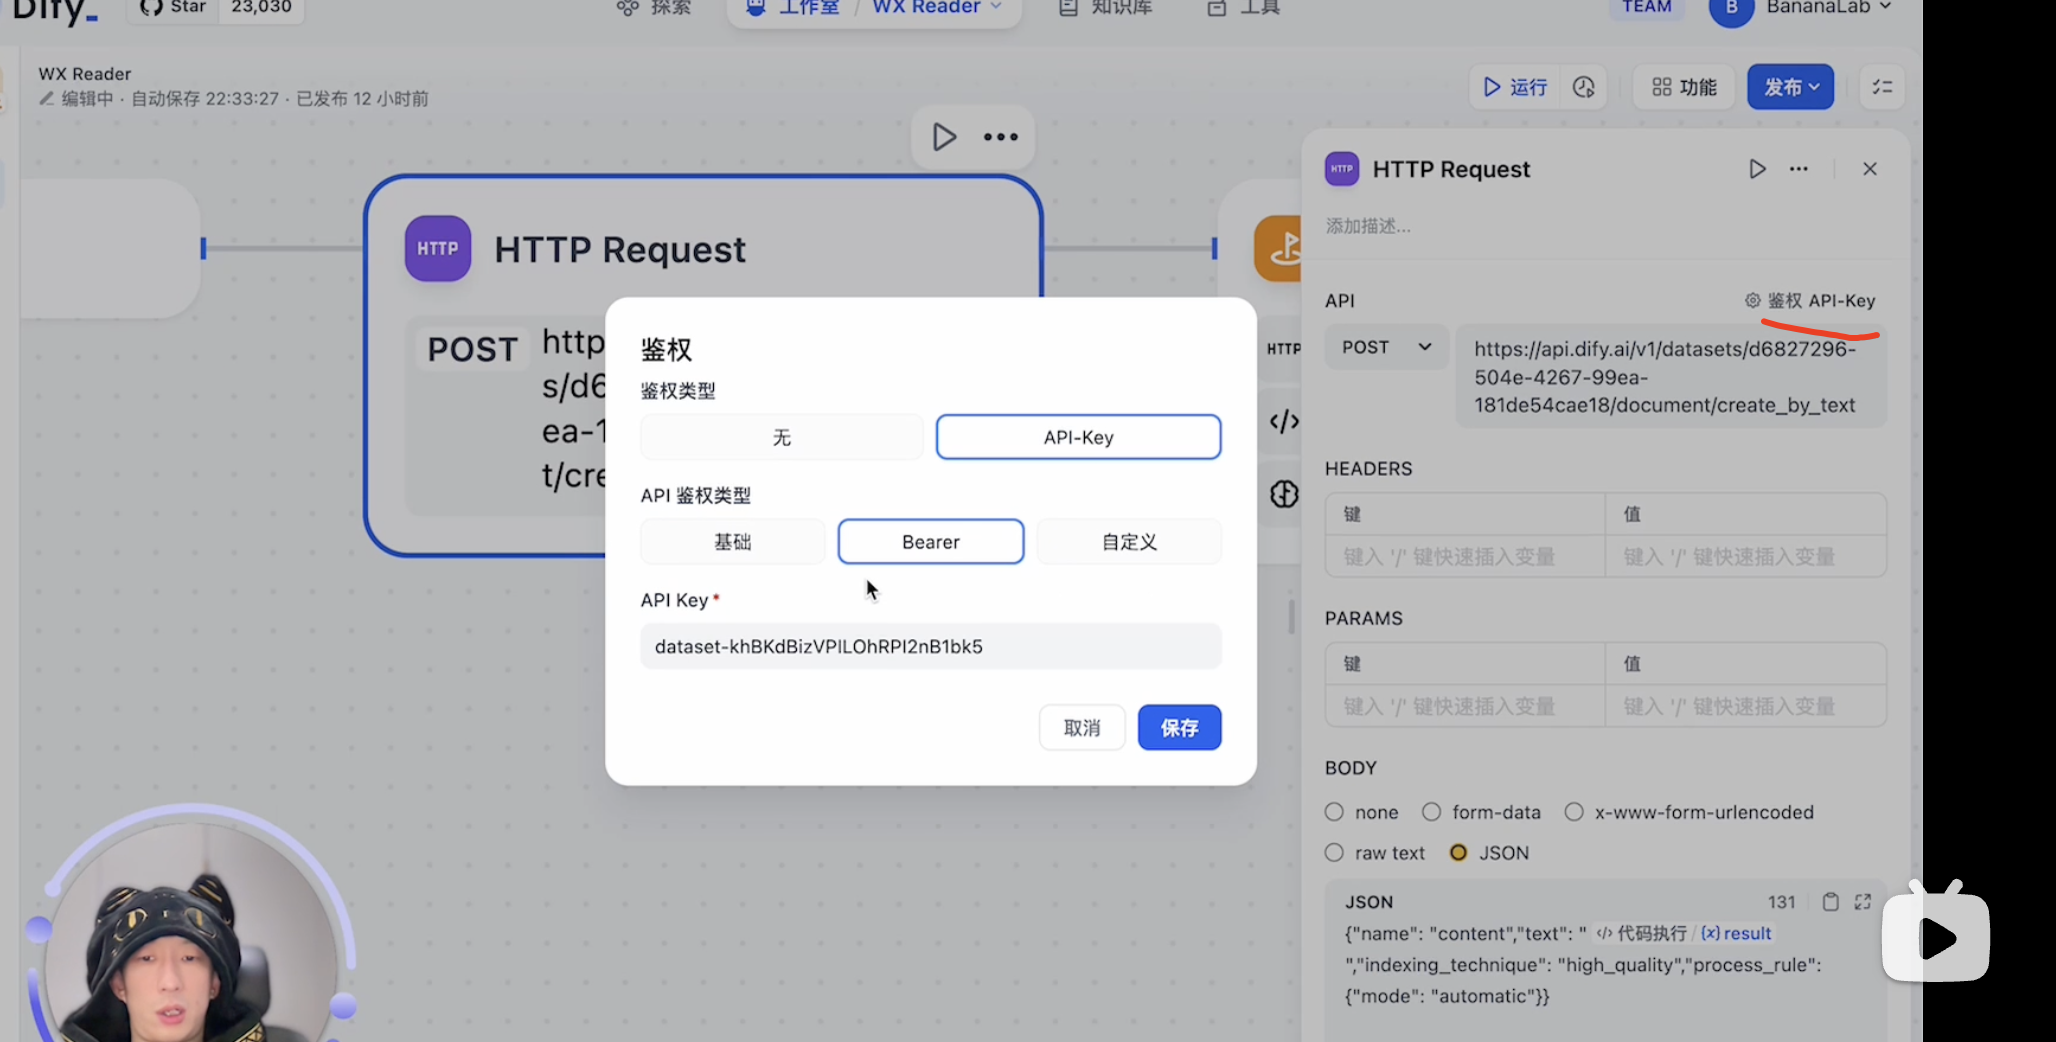 Dify_
Star 23,030
探索
工作室 / WX Reader
知识库
工具
TEAM
B BananaLab
WX Reader
编辑中 · 自动保存 22:33:27 · 已发布 12 小时前
运行
功能
发布
HTTP
HTTP Request
POST
http
s/d6
ea-1
t/cre
HTTP
鉴权
鉴权类型
无
API-Key
API 鉴权类型
基础
Bearer
自定义
API Key *
dataset-khBKdBizVPlLOhRPl2nB1bk5
取消
保存
HTTP
HTTP Request
添加描述...
API
鉴权 API-Key
POST
https://api.dify.ai/v1/datasets/d6827296-
504e-4267-99ea-
181de54cae18/document/create_by_text
HEADERS
键 值
键入 '/' 键快速插入变量 键入 '/' 键快速插入变量
PARAMS
键 值
键入 '/' 键快速插入变量 键入 '/' 键快速插入变量
BODY
none form-data x-www-form-urlencoded
raw text JSON
JSON 131
{"name": "content","text": " </> 代码执行 / {x} result
","indexing_technique": "high_quality","process_rule":
{"mode": "automatic"}}